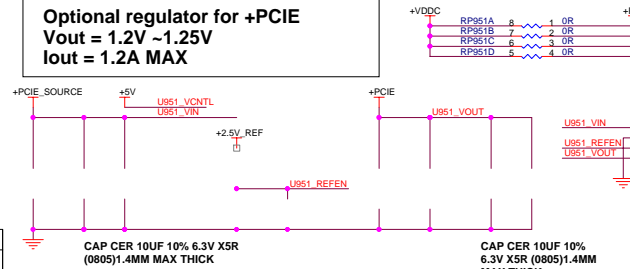 Optional regulator for +PCIE
Vout = 1.2V ~1.25V
Iout = 1.2A MAX
+VDDC
RP951A 8 1 0R
RP951B 7 2 0R
RP951C 6 3 0R
RP951D 5 4 0R
+PCIE_SOURCE
+5V
U951_VCNTL
U951_VIN
+2.5V_REF
U951_REFEN
+PCIE
U951_VOUT
U951_VIN
U951_REFEN
U951_VOUT
CAP CER 10UF 10% 6.3V X5R
(0805)1.4MM MAX THICK
CAP CER 10UF 10%
6.3V X5R (0805)1.4MM
MAX THICK